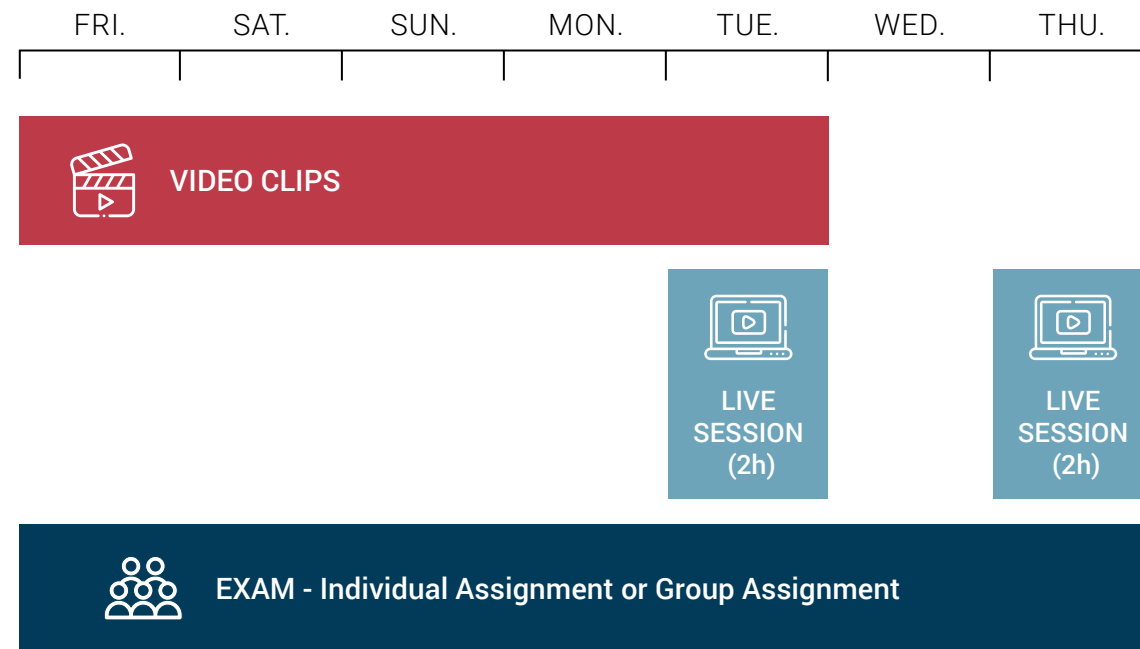 FRI. SAT. SUN. MON. TUE. WED. THU.
VIDEO CLIPS
LIVE
SESSION
(2h)
LIVE
SESSION
(2h)
EXAM - Individual Assignment or Group Assignment